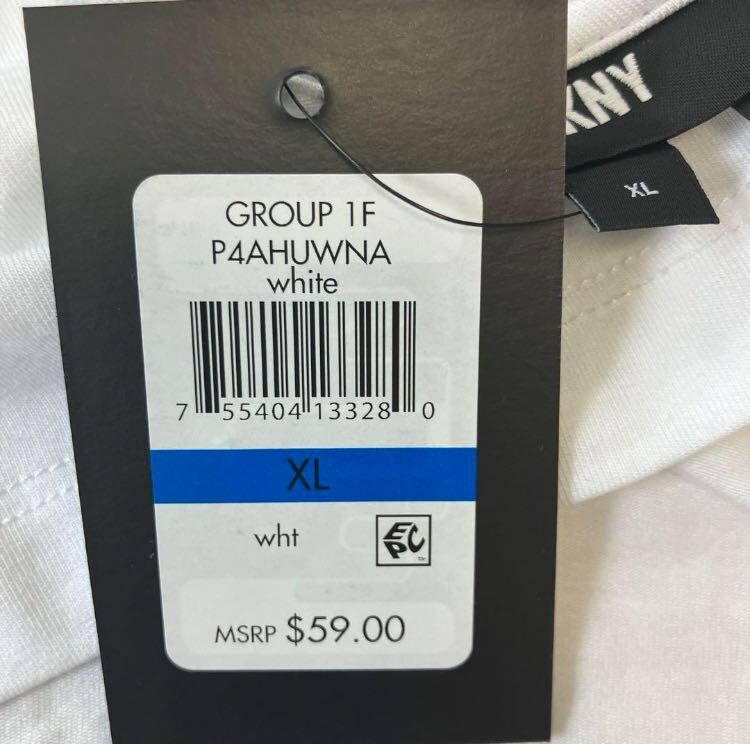 KNY
XL
GROUP 1F
P4AHUWNA
white
7 55404 13328 0
XL
wht
EPC
MSRP $59.00